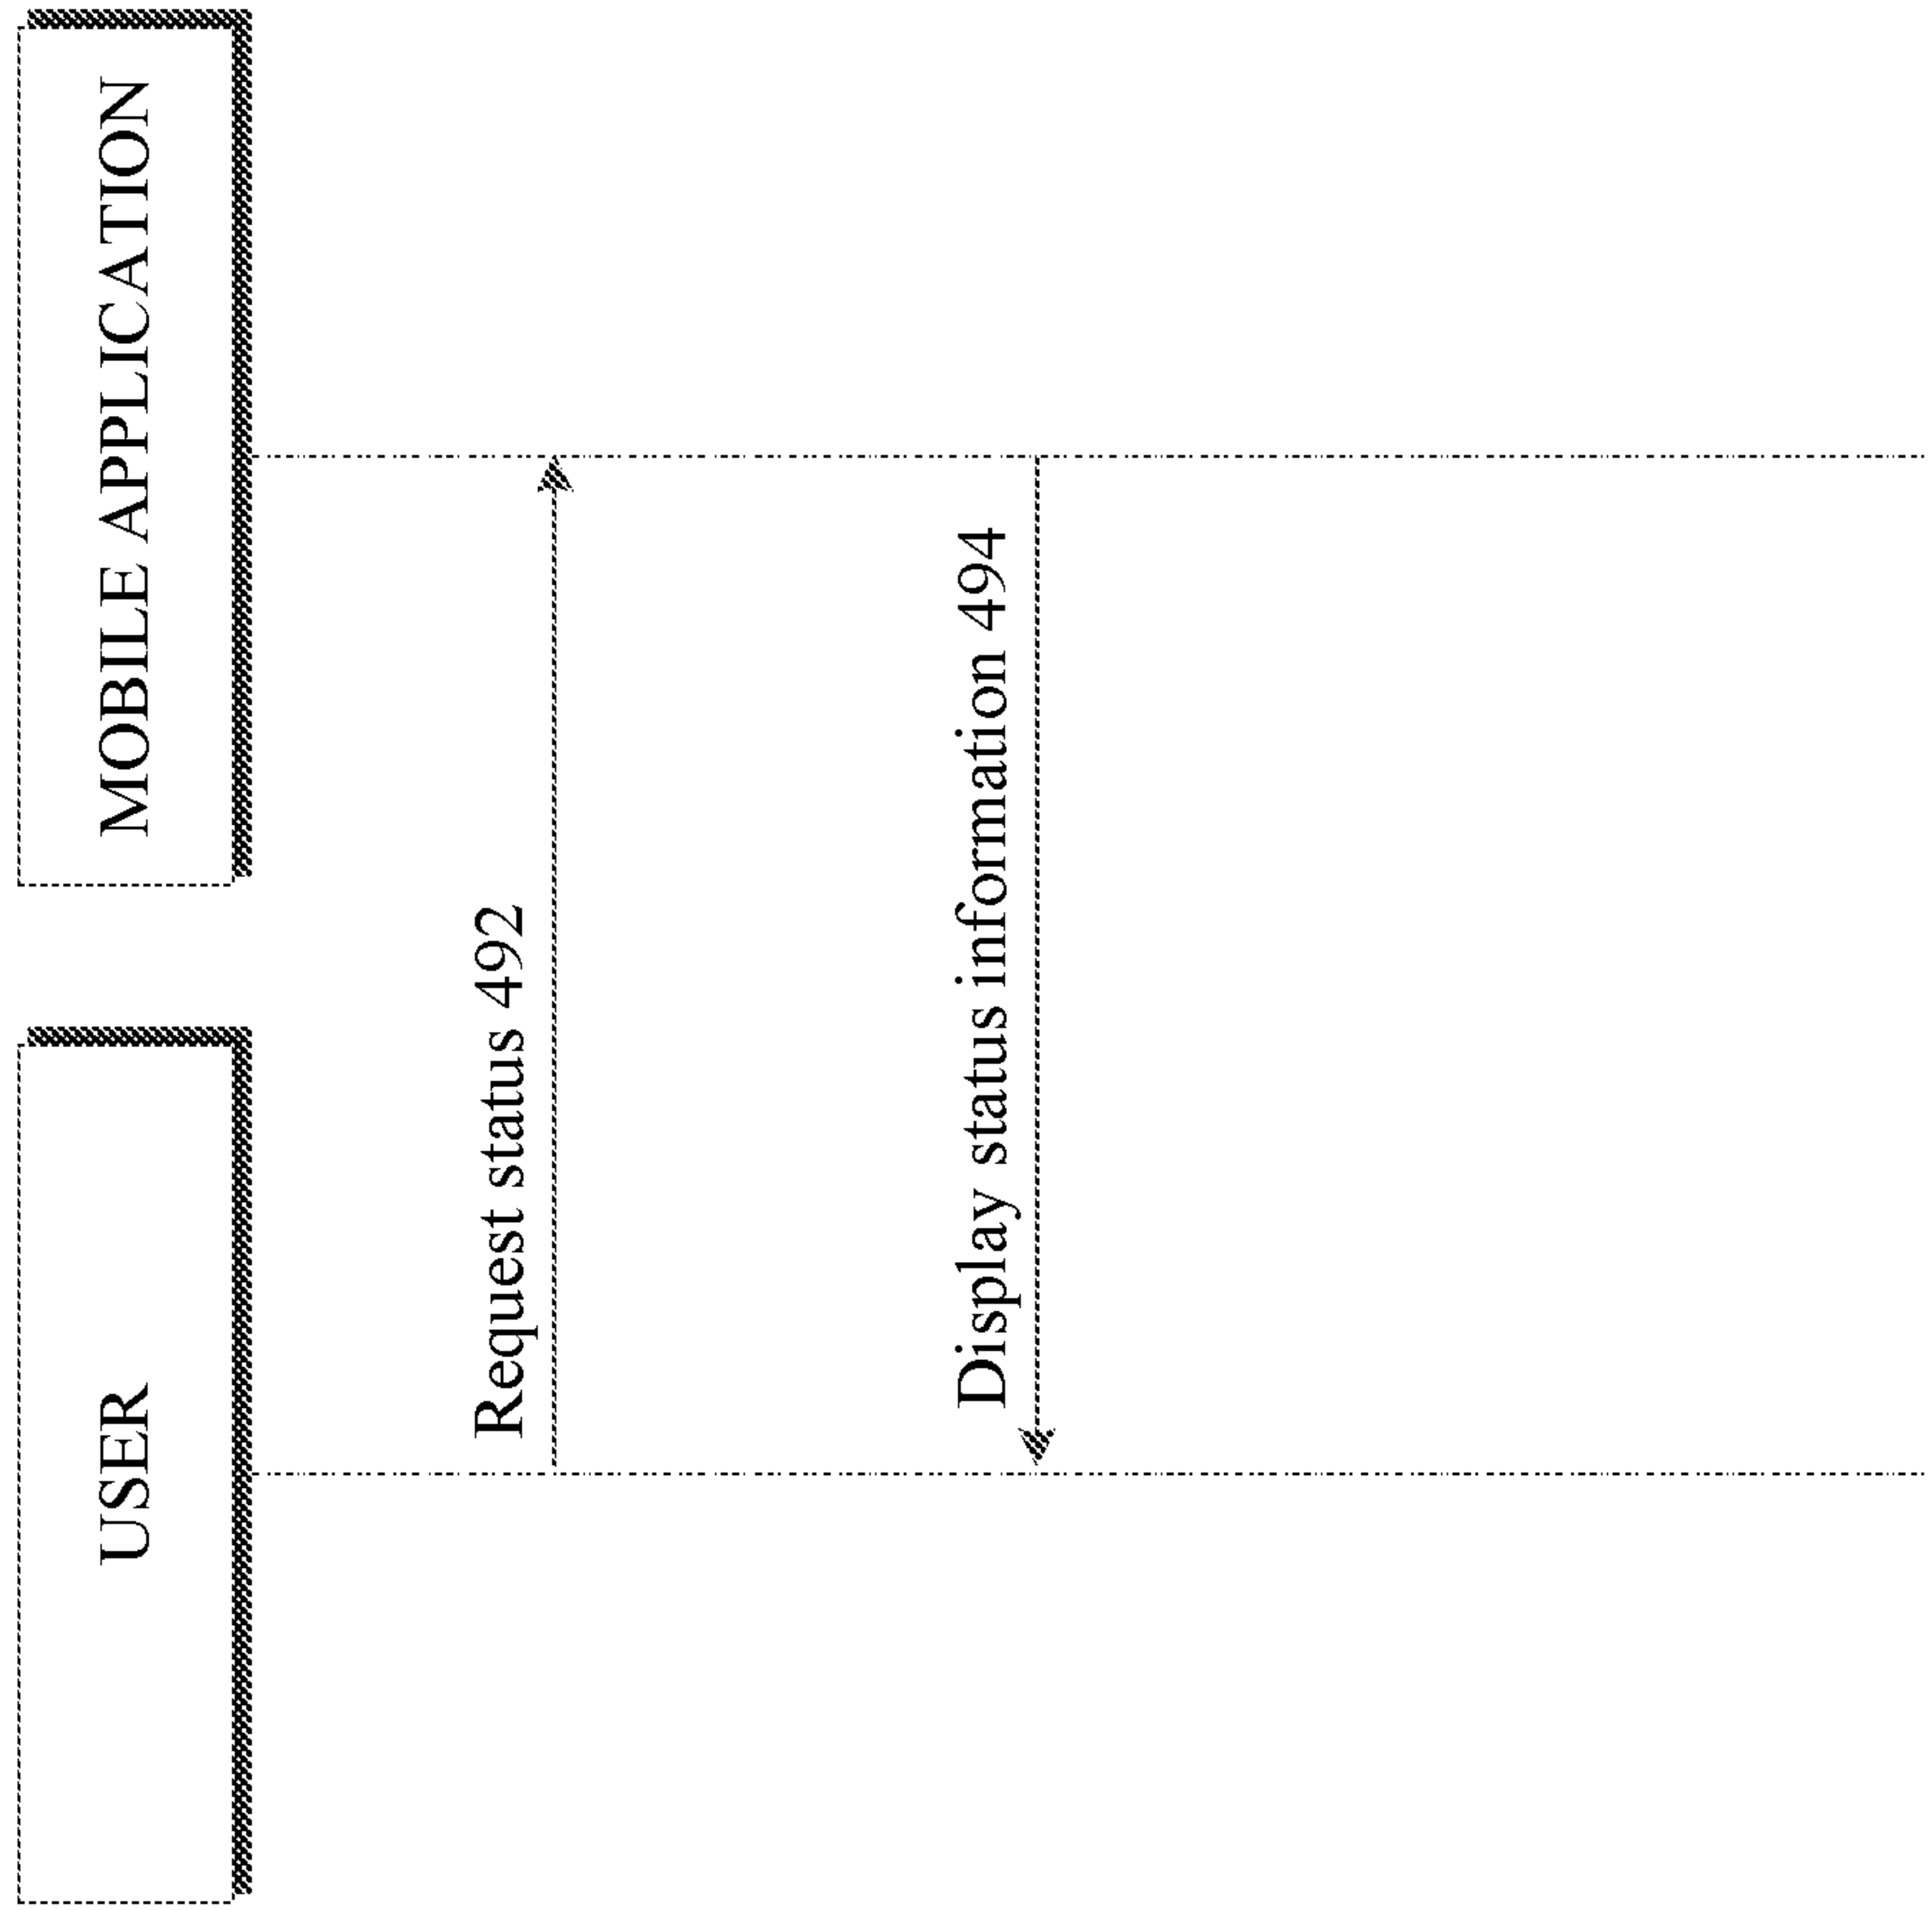 USER
MOBILE APPLICATION
Request status 492
Display status information 494